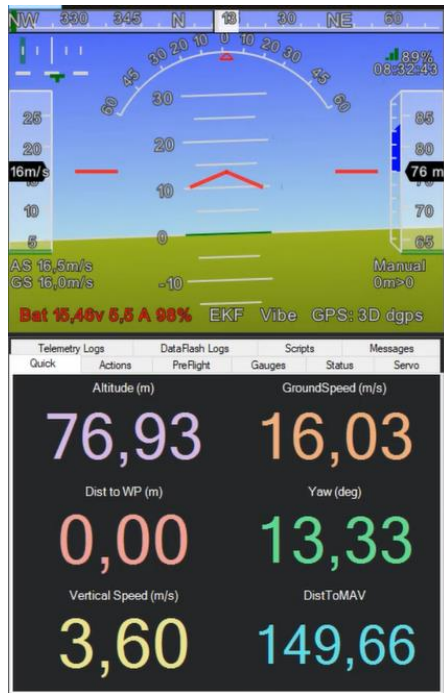 NW 330 345 N 13 30 NE 60
60 45 30 20 10 0 10 20 30 45 60
89%
08:32:43
30
20
10
0
-10
25
16m/s
10
5
85
80
76 m
70
65
AS 16,5m/s
GS 16,0m/s
Manual
0m>0
Bat 15,46v 5,5 A 98% EKF Vibe GPS: 3D dgps
Telemetry Logs DataFlash Logs Scripts Messages
Quick Actions PreFlight Gauges Status Servo
Altitude (m) GroundSpeed (m/s)
76,93 16,03
Dist to WP (m) Yaw (deg)
0,00 13,33
Vertical Speed (m/s) DistToMAV
3,60 149,66